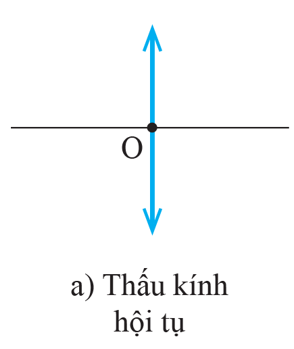 O
a) Thấu kính
hội tụ